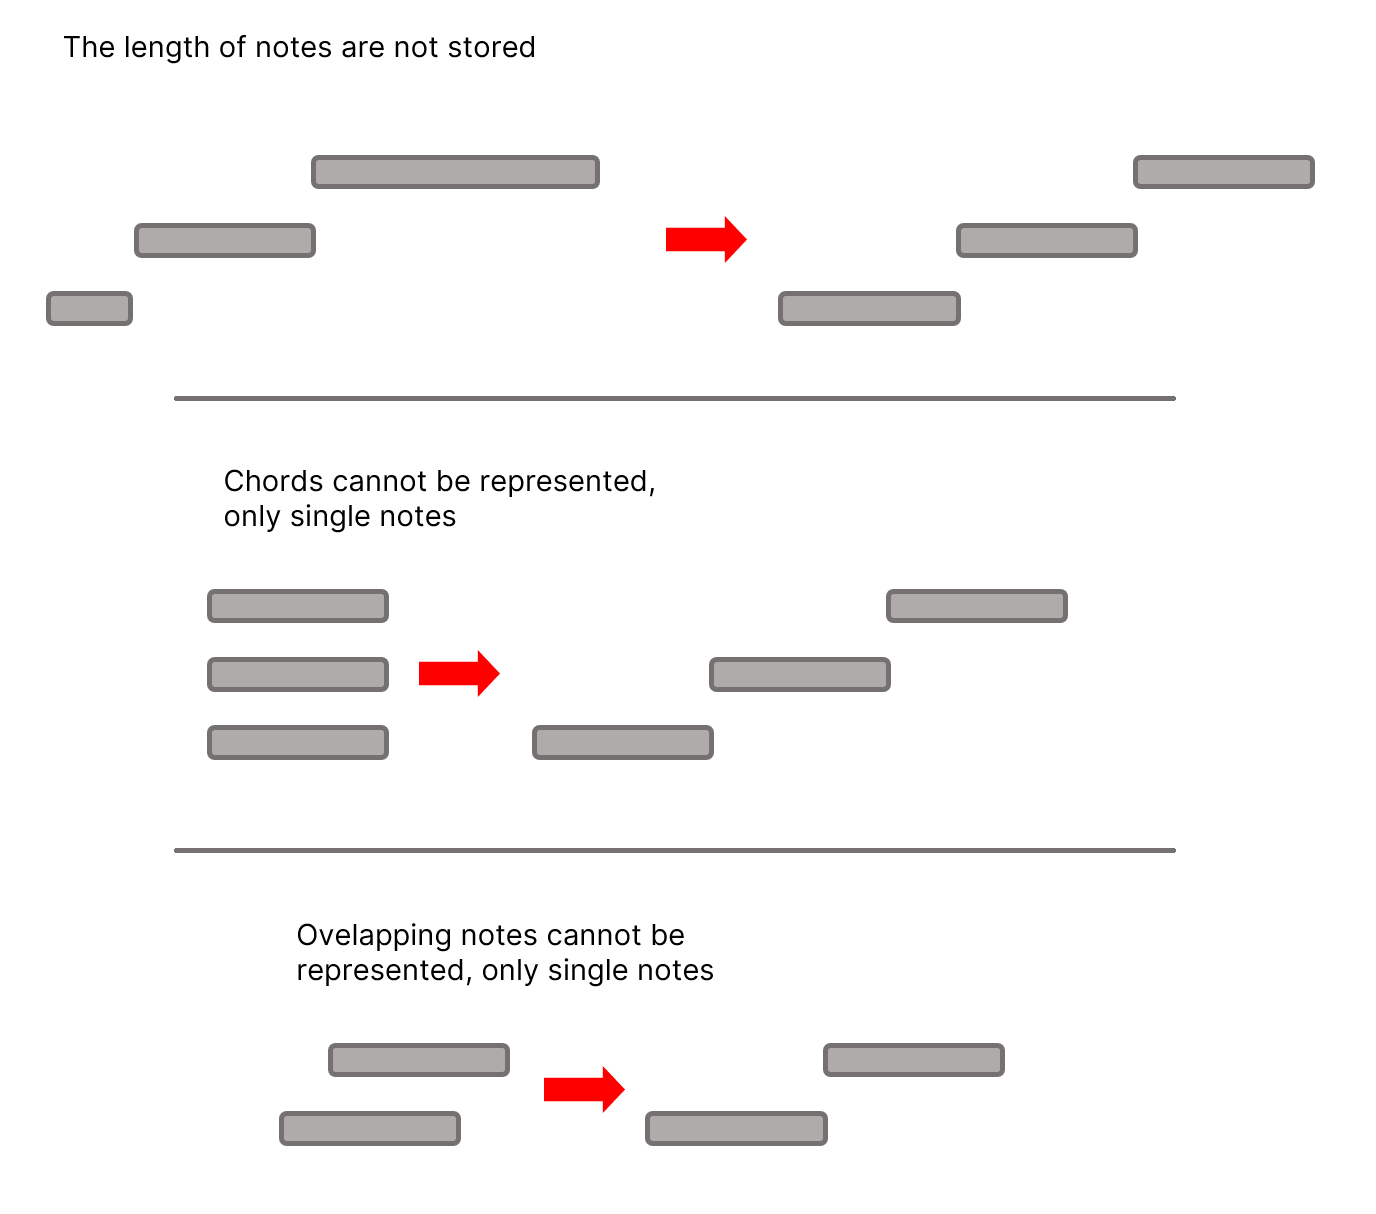 The length of notes are not stored
Chords cannot be represented,
only single notes
Ovelapping notes cannot be
represented, only single notes